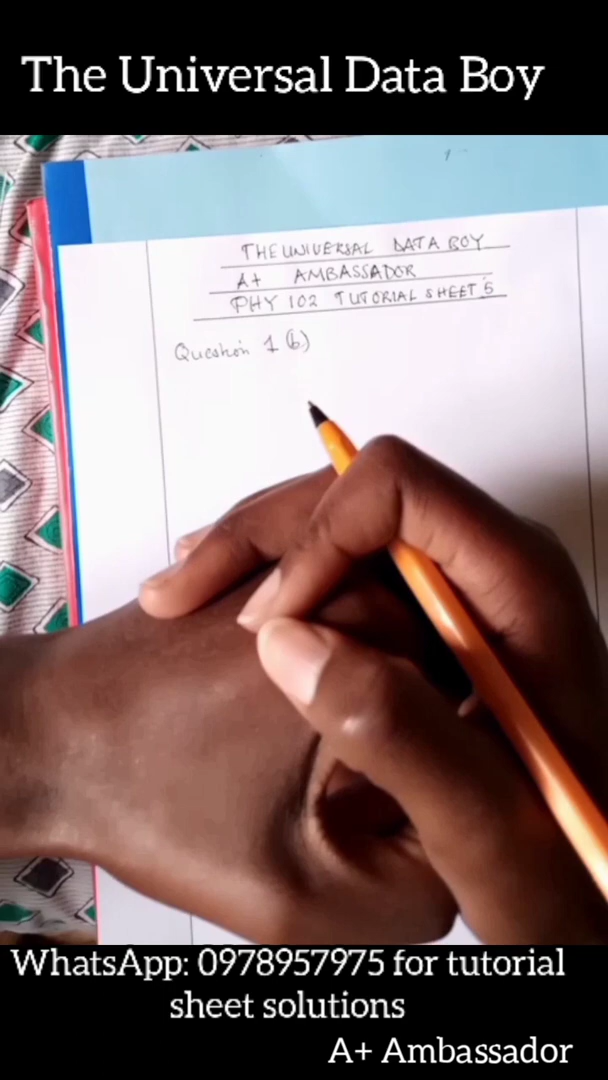 The Universal Data Boy
THE UNIVERSAL DATA BOY
A+ AMBASSADOR
PHY 102 TUTORIAL SHEET 5
Question 1 (b)
WhatsApp: 0978957975 for tutorial
sheet solutions
A+ Ambassador